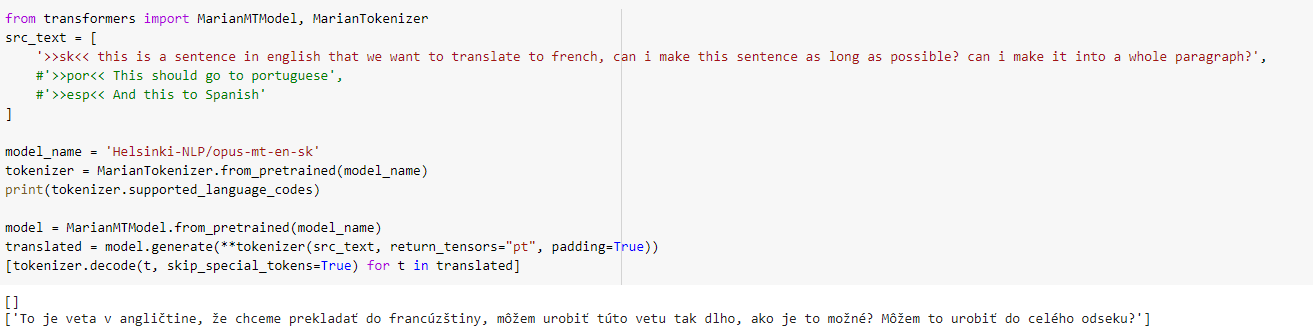 from transformers import MarianMTModel, MarianTokenizer
src_text = [
    '>>sk<< this is a sentence in english that we want to translate to french, can i make this sentence as long as possible? can i make it into a whole paragraph?',
    #'>>por<< This should go to portuguese',
    #'>>esp<< And this to Spanish'
]

model_name = 'Helsinki-NLP/opus-mt-en-sk'
tokenizer = MarianTokenizer.from_pretrained(model_name)
print(tokenizer.supported_language_codes)

model = MarianMTModel.from_pretrained(model_name)
translated = model.generate(**tokenizer(src_text, return_tensors="pt", padding=True))
[tokenizer.decode(t, skip_special_tokens=True) for t in translated]

[]
['To je veta v angličtine, že chceme prekladať do francúzštiny, môžem urobiť túto vetu tak dlho, ako je to možné? Môžem to urobiť do celého odseku?']